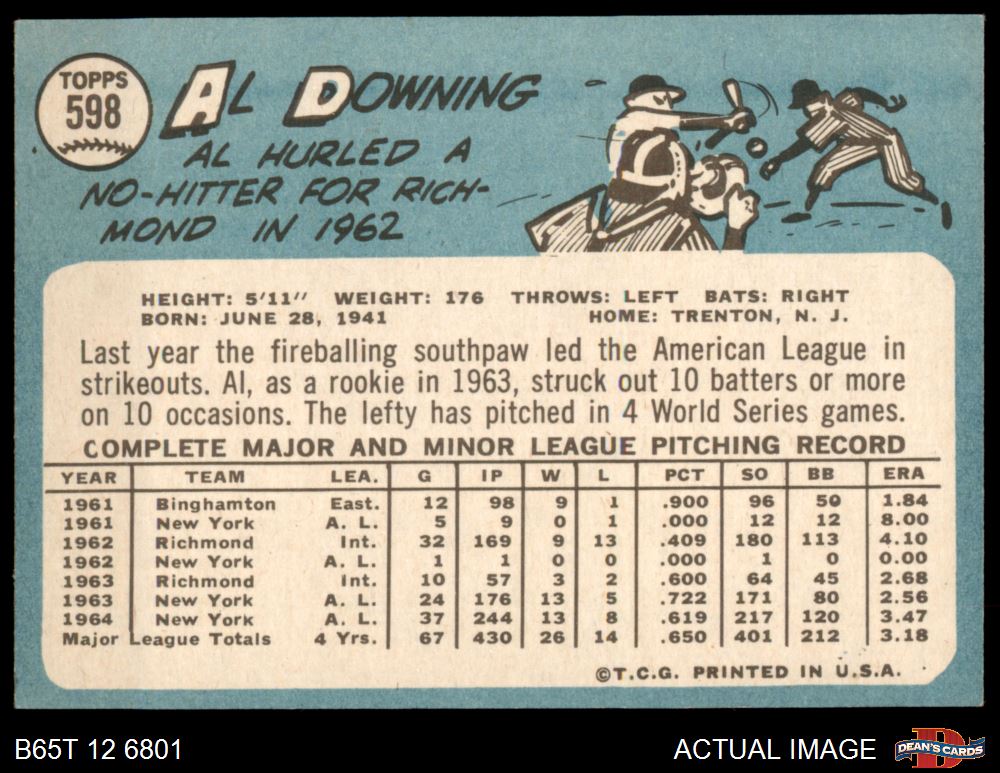 TOPPS
598
AL DOWNING
AL HURLED A
NO-HITTER FOR RICH-
MOND IN 1962
HEIGHT: 5'11" WEIGHT: 176 THROWS: LEFT BATS: RIGHT
BORN: JUNE 28, 1941 HOME: TRENTON, N. J.
Last year the fireballing southpaw led the American League in
strikeouts. Al, as a rookie in 1963, struck out 10 batters or more
on 10 occasions. The lefty has pitched in 4 World Series games.
COMPLETE MAJOR AND MINOR LEAGUE PITCHING RECORD
YEAR TEAM LEA. G IP W L PCT SO BB ERA
1961 Binghamton East. 12 98 9 1 .900 96 50 1.84
1961 New York A. L. 5 9 0 1 .000 12 12 8.00
1962 Richmond Int. 32 169 9 13 .409 180 113 4.10
1962 New York A. L. 1 1 0 0 .000 1 0 0.00
1963 Richmond Int. 10 57 3 2 .600 64 45 2.68
1963 New York A. L. 24 176 13 5 .722 171 80 2.56
1964 New York A. L. 37 244 13 8 .619 217 120 3.47
Major League Totals 4 Yrs. 67 430 26 14 .650 401 212 3.18
©T.C.G. PRINTED IN U.S.A.
B65T 12 6801
ACTUAL IMAGE
D
DEAN'S CARDS